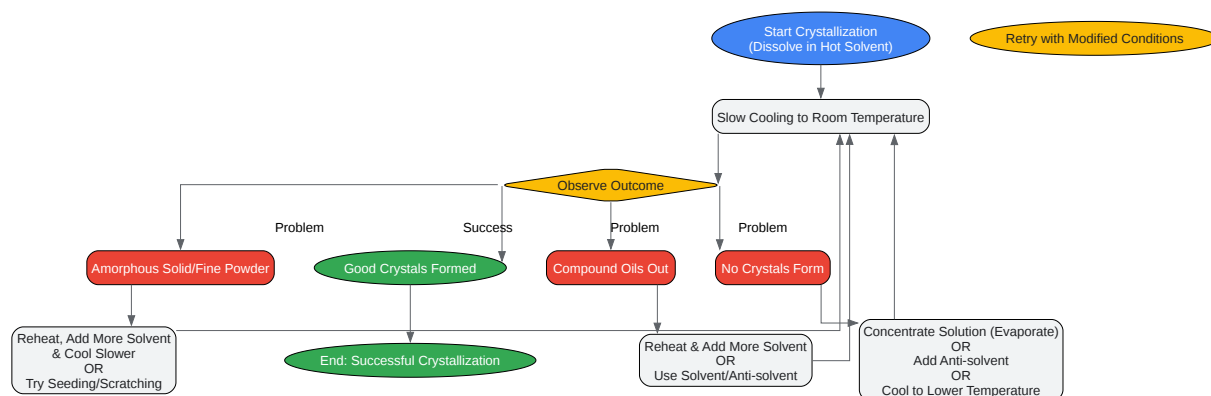 Start Crystallization
(Dissolve in Hot Solvent)
Retry with Modified Conditions
Slow Cooling to Room Temperature
Observe Outcome
Problem
Success
Problem
Problem
Amorphous Solid/Fine Powder
Good Crystals Formed
Compound Oils Out
No Crystals Form
Reheat, Add More Solvent
& Cool Slower
OR
Try Seeding/Scratching
End: Successful Crystallization
Reheat & Add More Solvent
OR
Use Solvent/Anti-solvent
Concentrate Solution (Evaporate)
OR
Add Anti-solvent
OR
Cool to Lower Temperature